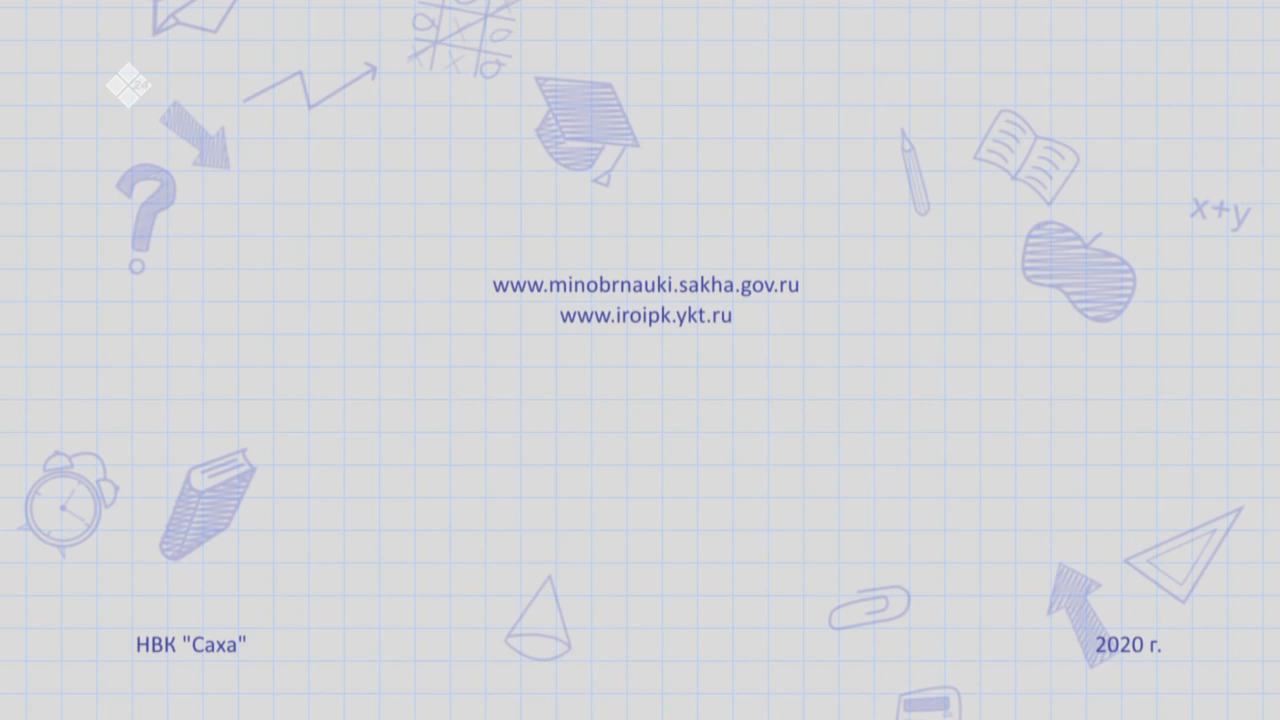 x+y
www.minobrnauki.sakha.gov.ru
www.iroipk.ykt.ru
НВК "Саха"
2020 г.